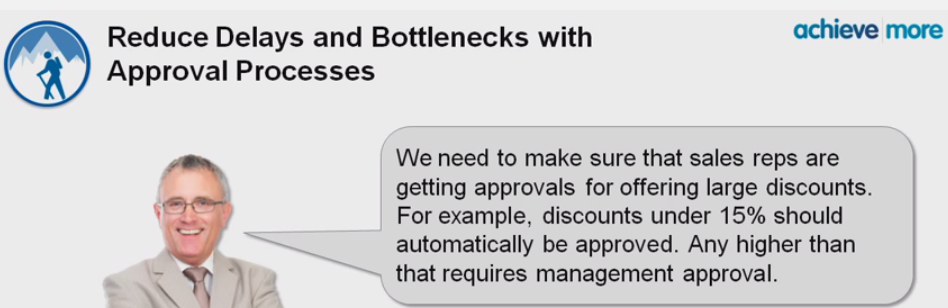 Reduce Delays and Bottlenecks with
Approval Processes
achieve more
We need to make sure that sales reps are
getting approvals for offering large discounts.
For example, discounts under 15% should
automatically be approved. Any higher than
that requires management approval.